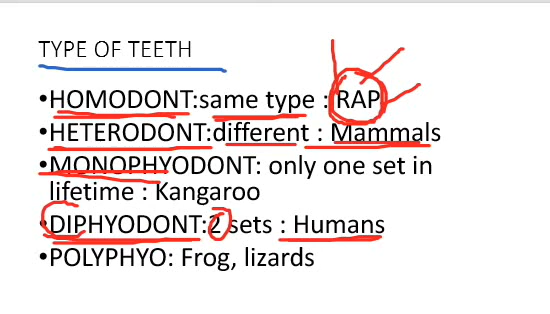 TYPE OF TEETH
•HOMODONT:same type : RAP
•HETERODONT:different : Mammals
•MONOPHYODONT: only one set in
lifetime : Kangaroo
•DIPHYODONT:2 sets : Humans
•POLYPHYO: Frog, lizards